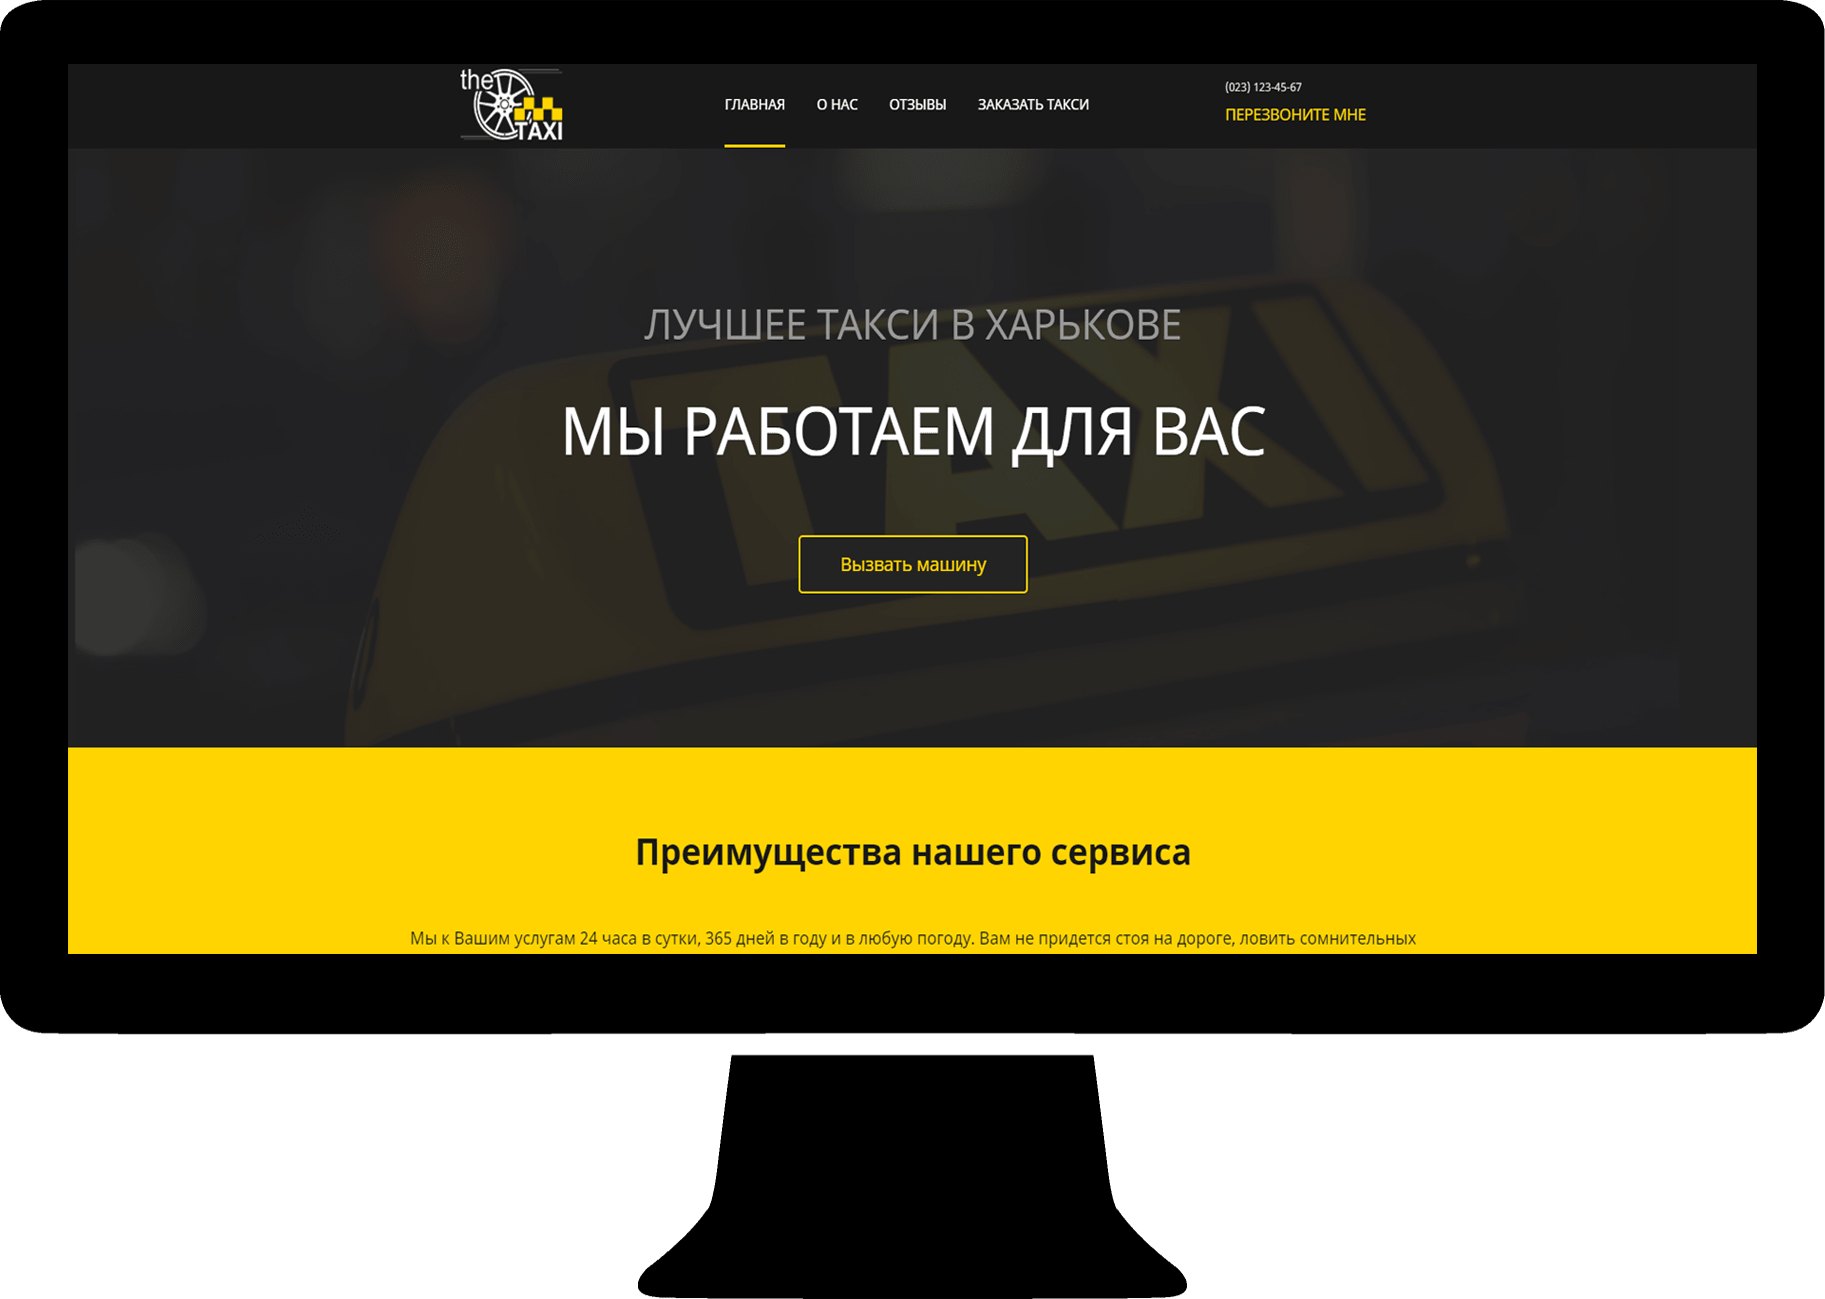 the
TAXI
ГЛАВНАЯ О НАС ОТЗЫВЫ ЗАКАЗАТЬ ТАКСИ
(023) 123-45-67
ПЕРЕЗВОНИТЕ МНЕ
ЛУЧШЕЕ ТАКСИ В ХАРЬКОВЕ
TAXI
МЫ РАБОТАЕМ ДЛЯ ВАС
Вызвать машину
Преимущества нашего сервиса
Мы к Вашим услугам 24 часа в сутки, 365 дней в году и в любую погоду. Вам не придется стоя на дороге, ловить сомнительных